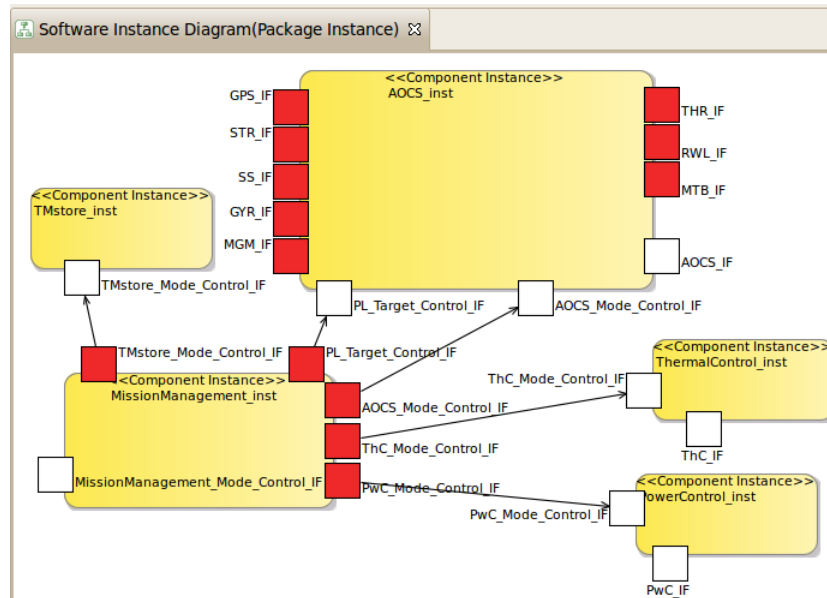 Software Instance Diagram(Package Instance)
<<Component Instance>>
AOCS_inst
GPS_IF
STR_IF
SS_IF
GYR_IF
MGM_IF
THR_IF
RWL_IF
MTB_IF
AOCS_IF
<<Component Instance>>
TMstore_inst
TMstore_Mode_Control_IF
PL_Target_Control_IF
AOCS_Mode_Control_IF
TMstore_Mode_Control_IF
PL_Target_Control_IF
<<Component Instance>>
MissionManagement_inst
AOCS_Mode_Control_IF
ThC_Mode_Control_IF
PwC_Mode_Control_IF
MissionManagement_Mode_Control_IF
<<Component Instance>>
ThermalControl_inst
ThC_Mode_Control_IF
ThC_IF
<<Component Instance>>
PowerControl_inst
PwC_Mode_Control_IF
PwC_IF